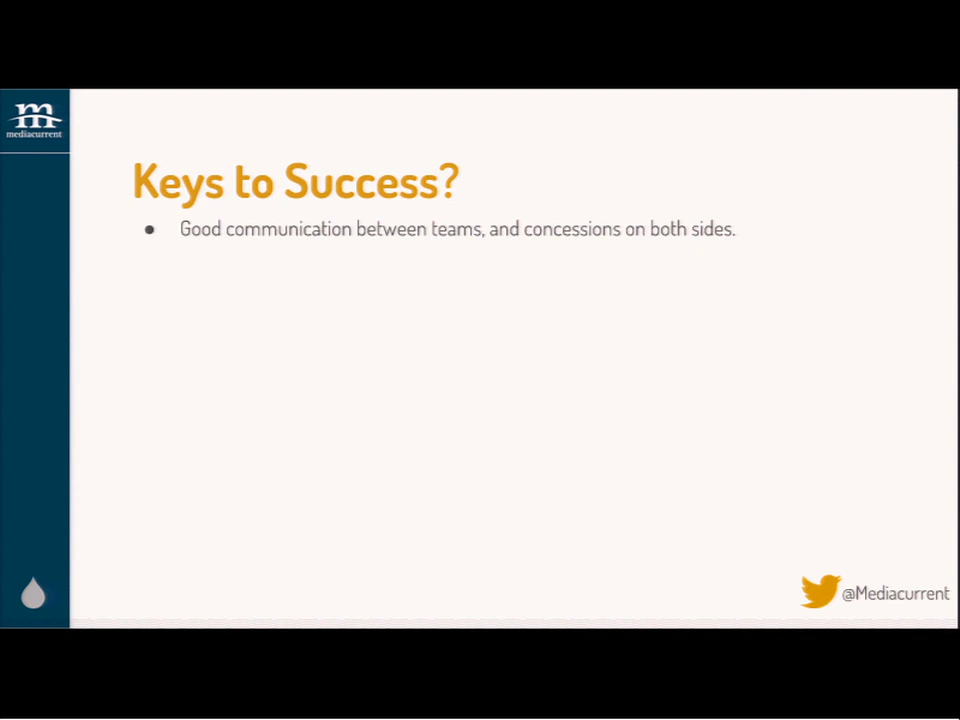 m
mediacurrent
Keys to Success?
● Good communication between teams, and concessions on both sides.
@Mediacurrent